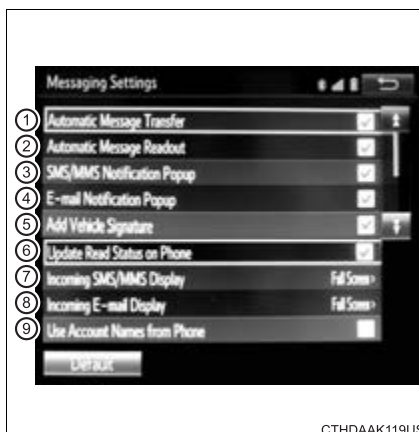 Messaging Settings
① Automatic Message Transfer
② Automatic Message Readout
③ SMS/MMS Notification Popup
④ E-mail Notification Popup
⑤ Add Vehicle Signature
⑥ Update Read Status on Phone
⑦ Incoming SMS/MMS Display Full Screen >
⑧ Incoming E-mail Display Full Screen >
⑨ Use Account Names from Phone
Default
CTHDAAK119US